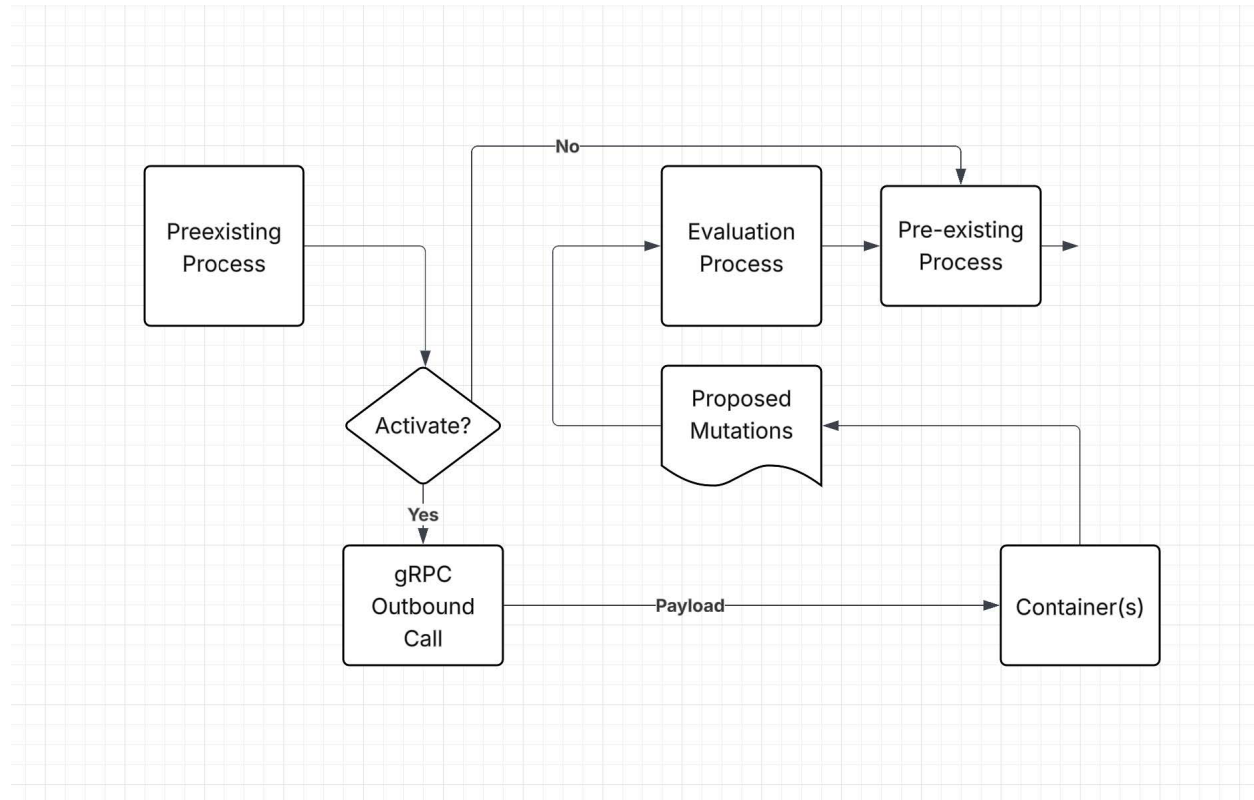 No
Preexisting
Process
Evaluation
Process
Pre-existing
Process
Activate?
Proposed
Mutations
Yes
gRPC
Outbound
Call
Payload
Container(s)